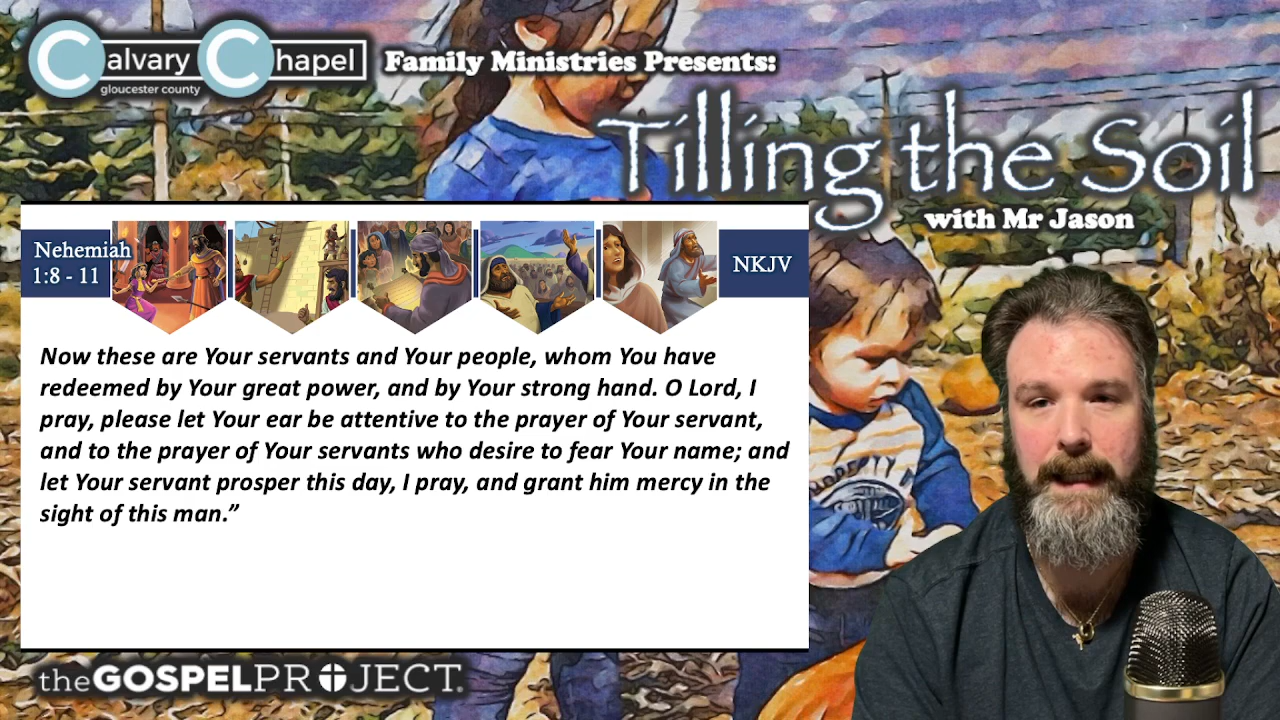 Calvary Chapel
gloucester county
Family Ministries Presents:
Tilling the Soil
with Mr Jason
Nehemiah
1:8 - 11
NKJV
Now these are Your servants and Your people, whom You have
redeemed by Your great power, and by Your strong hand. O Lord, I
pray, please let Your ear be attentive to the prayer of Your servant,
and to the prayer of Your servants who desire to fear Your name; and
let Your servant prosper this day, I pray, and grant him mercy in the
sight of this man.”
theGOSPELPROJECT®